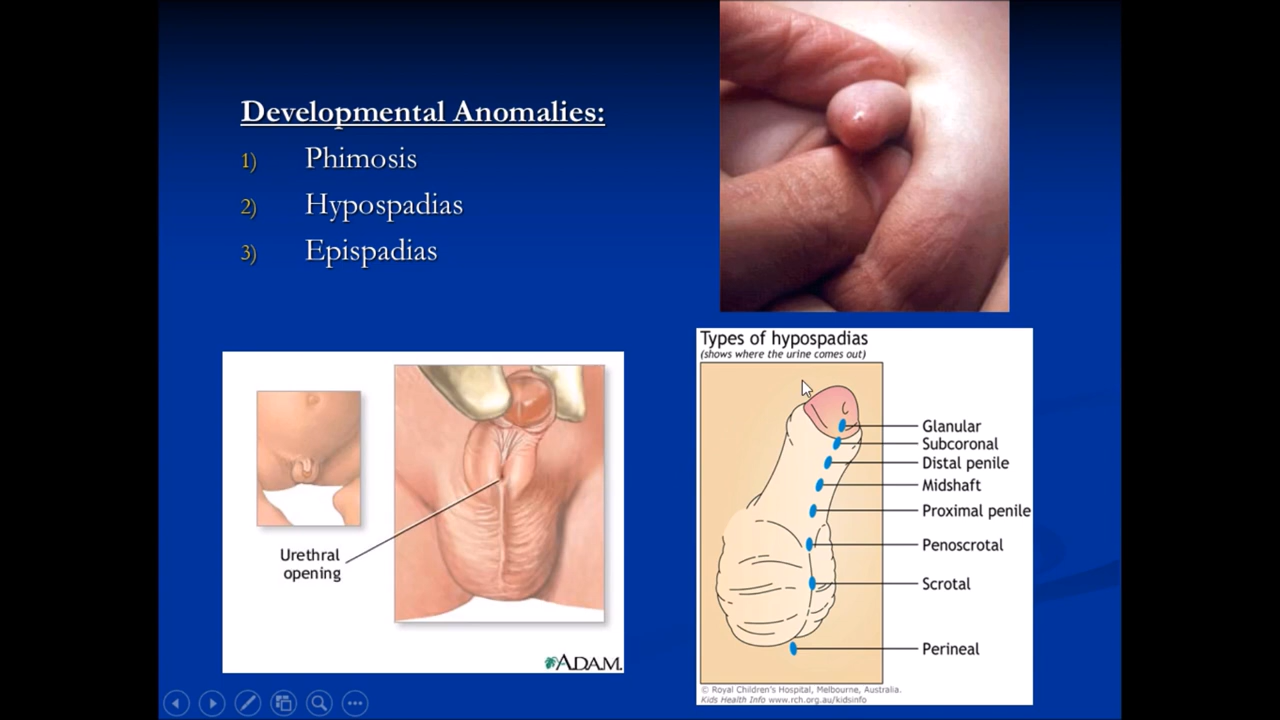 Developmental Anomalies:
1) Phimosis
2) Hypospadias
3) Epispadias
Urethral
opening
ADAM.
Types of hypospadias
(shows where the urine comes out)
Glanular
Subcoronal
Distal penile
Midshaft
Proximal penile
Penoscrotal
Scrotal
Perineal
© Royal Children's Hospital, Melbourne, Australia.
Kids Health Info www.rch.org.au/kidsinfo